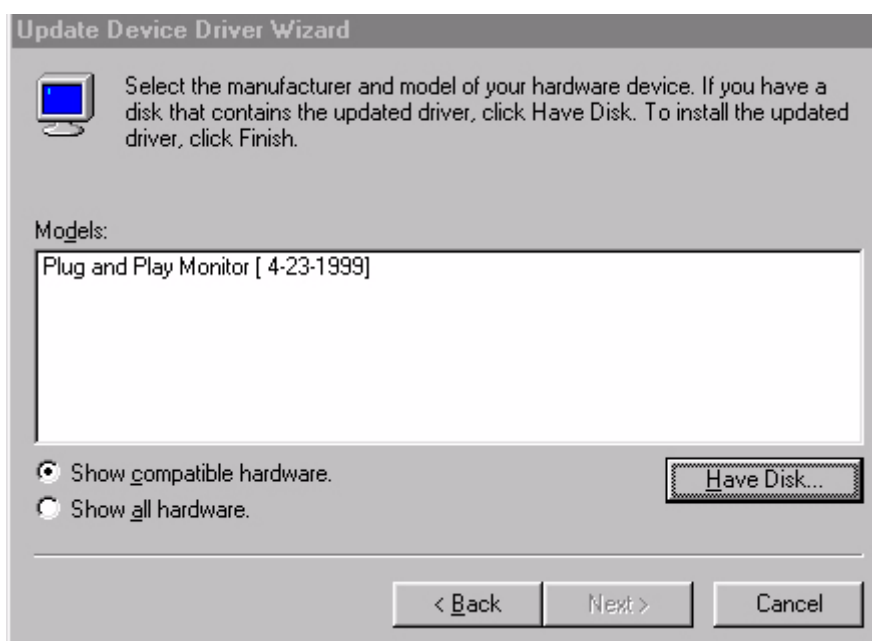 Update Device Driver Wizard
Select the manufacturer and model of your hardware device. If you have a
disk that contains the updated driver, click Have Disk. To install the updated
driver, click Finish.
Models:
Plug and Play Monitor [ 4-23-1999]
Show compatible hardware.
Show all hardware.
Have Disk...
< Back
Next >
Cancel